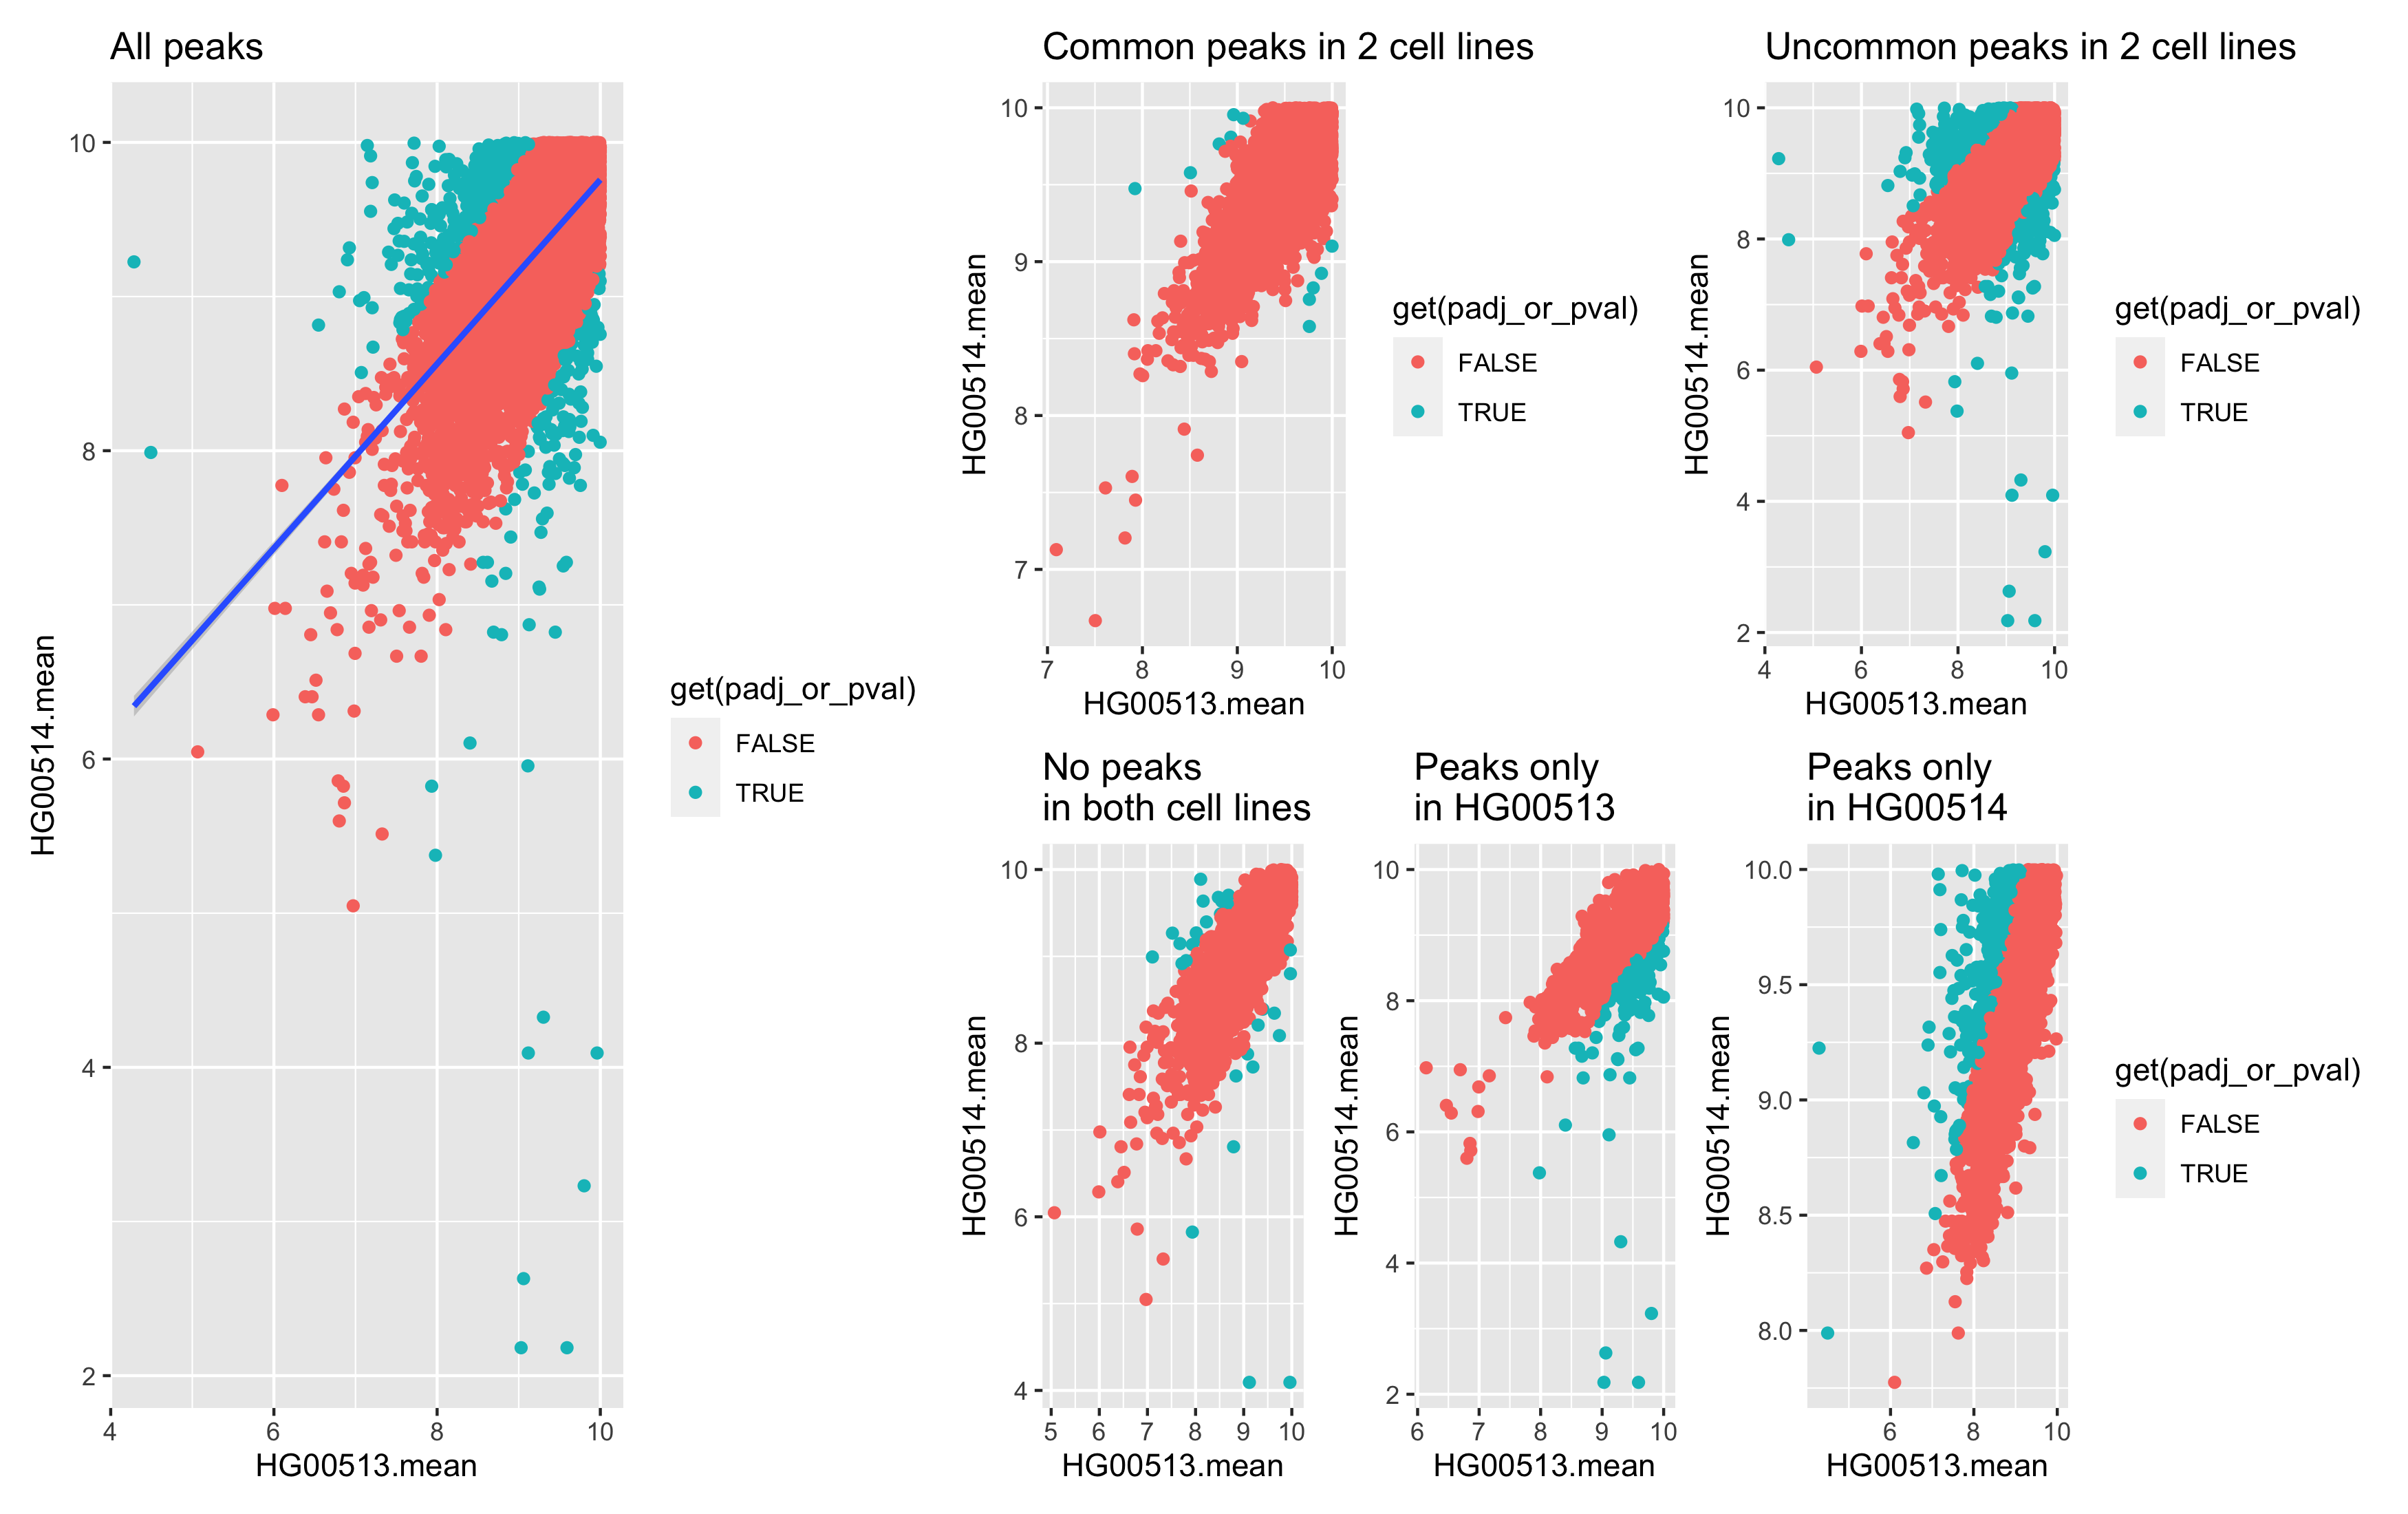 All peaks
10
8
6
4
2
4 6 8 10
HG00514.mean
HG00513.mean
get(padj_or_pval)
FALSE
TRUE
Common peaks in 2 cell lines
10
9
8
7
7 8 9 10
HG00514.mean
HG00513.mean
get(padj_or_pval)
FALSE
TRUE
Uncommon peaks in 2 cell lines
10
8
6
4
2
4 6 8 10
HG00514.mean
HG00513.mean
get(padj_or_pval)
FALSE
TRUE
No peaks
in both cell lines
10
8
6
4
5 6 7 8 9 10
HG00514.mean
HG00513.mean
Peaks only
in HG00513
10
8
6
4
2
6 7 8 9 10
HG00514.mean
HG00513.mean
Peaks only
in HG00514
10.0
9.5
9.0
8.5
8.0
6 8 10
HG00514.mean
HG00513.mean
get(padj_or_pval)
FALSE
TRUE